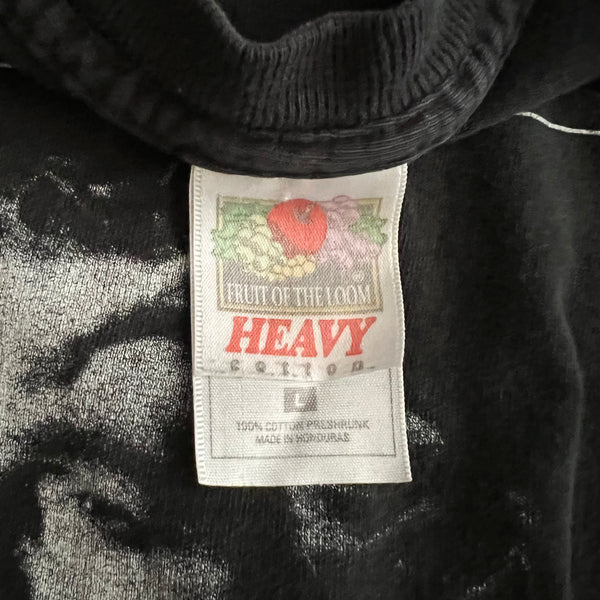 FRUIT OF THE LOOM
HEAVY
COTTON
L
100% COTTON PRESHRUNK
MADE IN HONDURAS